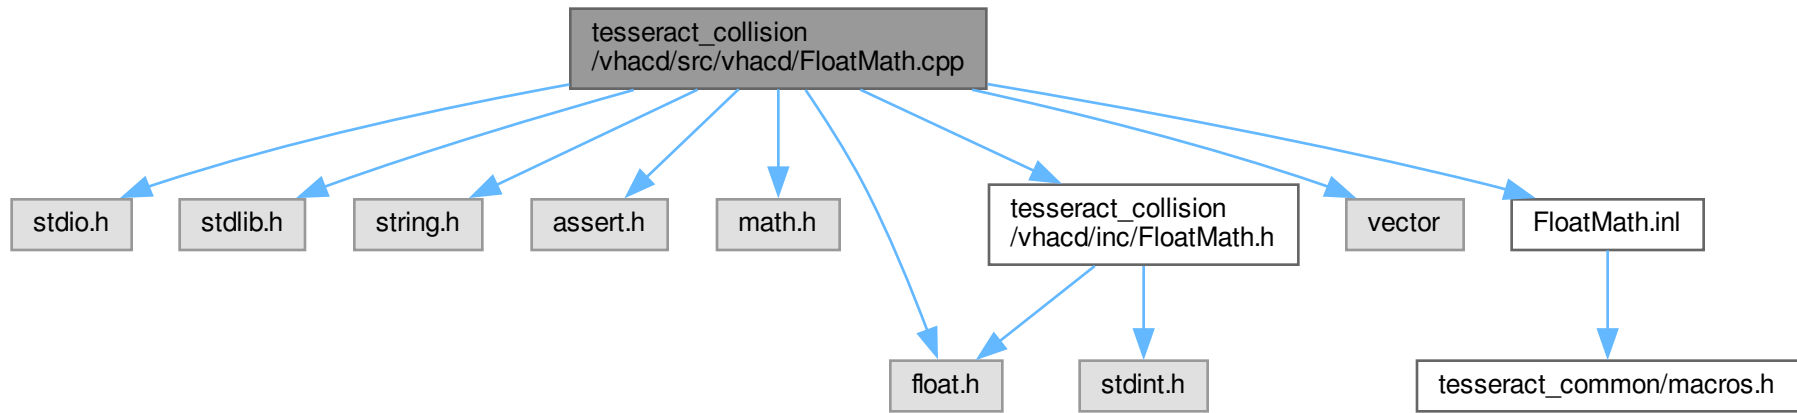 tesseract_collision
/vhacd/src/vhacd/FloatMath.cpp
stdio.h
stdlib.h
string.h
assert.h
math.h
tesseract_collision
/vhacd/inc/FloatMath.h
vector
FloatMath.inl
float.h
stdint.h
tesseract_common/macros.h